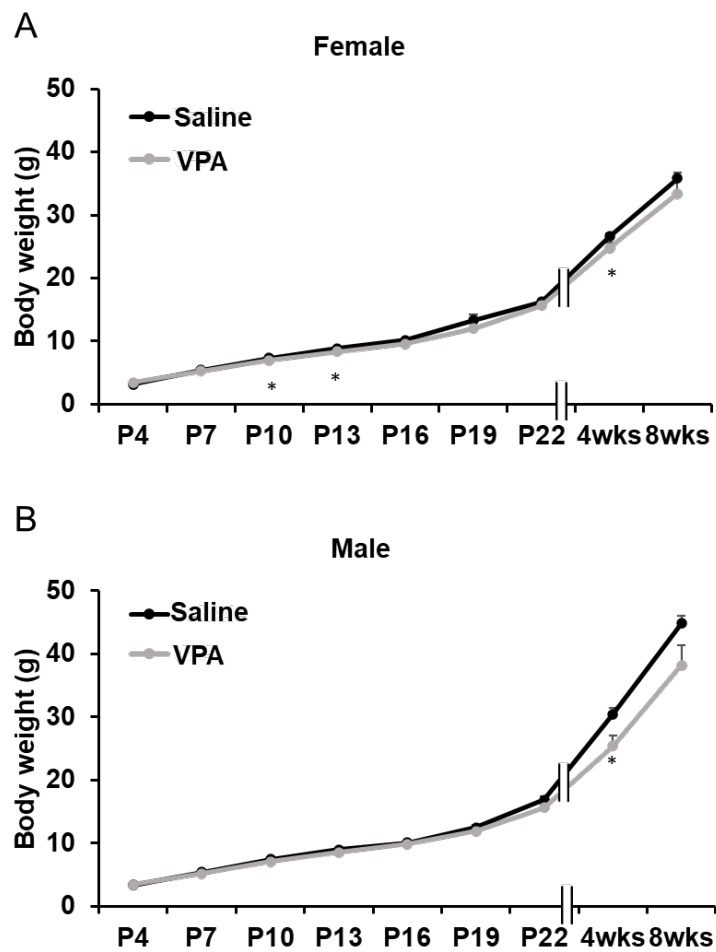 A
Female
50
40
30
20
10
0
Body weight (g)
Saline
VPA
*
*
*
P4 P7 P10 P13 P16 P19 P22 4wks 8wks
B
Male
50
40
30
20
10
0
Body weight (g)
Saline
VPA
*
P4 P7 P10 P13 P16 P19 P22 4wks 8wks